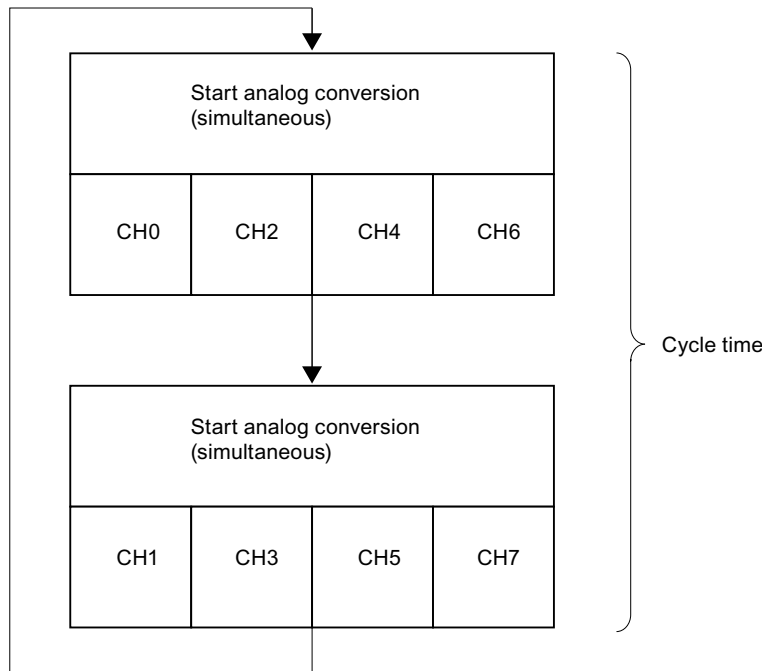 Start analog conversion
(simultaneous)
CH0 CH2 CH4 CH6
Cycle time
Start analog conversion
(simultaneous)
CH1 CH3 CH5 CH7